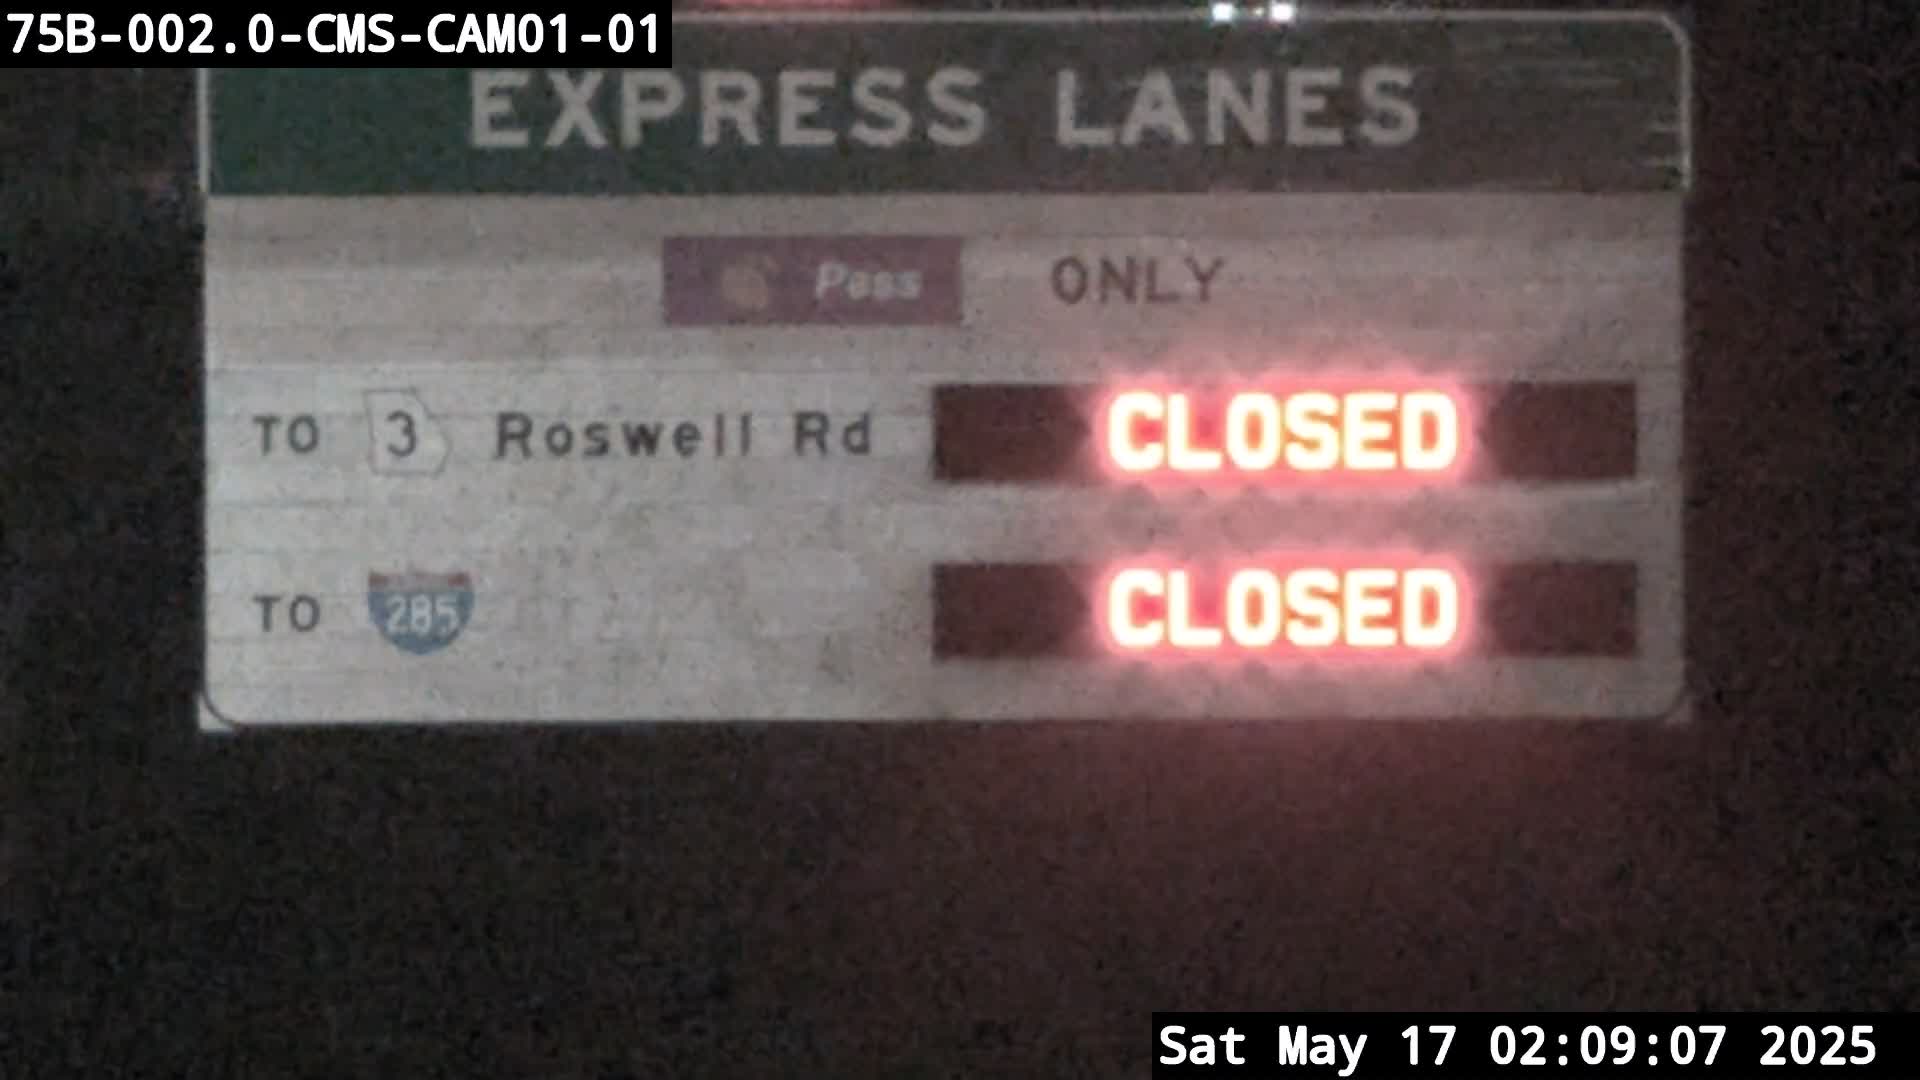 75B-002.0-CMS-CAM01-01
EXPRESS LANES
Pass ONLY
TO 3 Roswell Rd CLOSED
TO 285 CLOSED
Sat May 17 02:09:07 2025